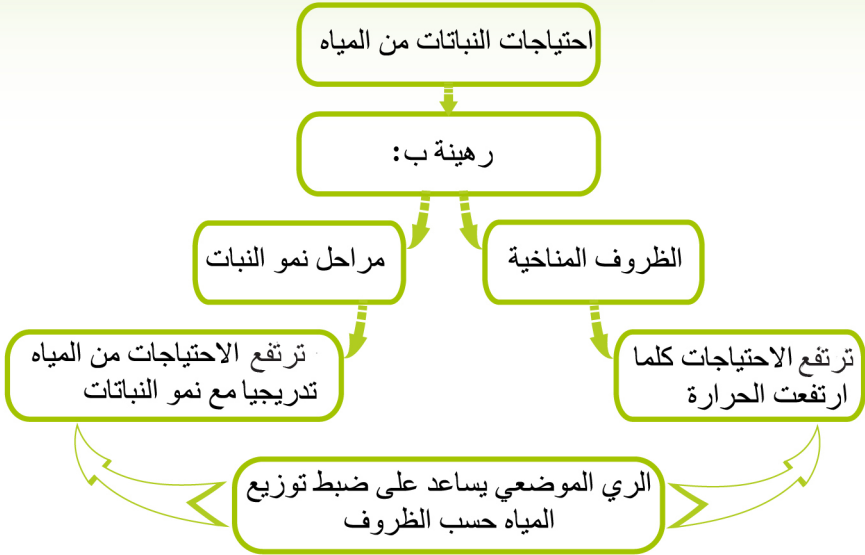 احتياجات النباتات من المياه
رهينة ب:
الظروف المناخية
مراحل نمو النبات
ترتفع الاحتياجات كلما
ارتفعت الحرارة
ترتفع الاحتياجات من المياه
تدريجيا مع نمو النباتات
الري الموضعي يساعد على ضبط توزيع
المياه حسب الظروف